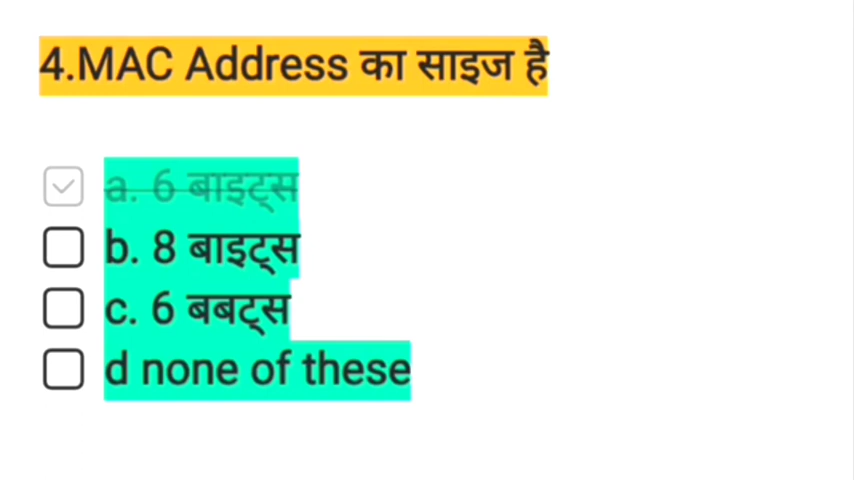 4.MAC Address का साइज है
a. 6 बाइट्स
b. 8 बाइट्स
c. 6 बबट्स
d none of these